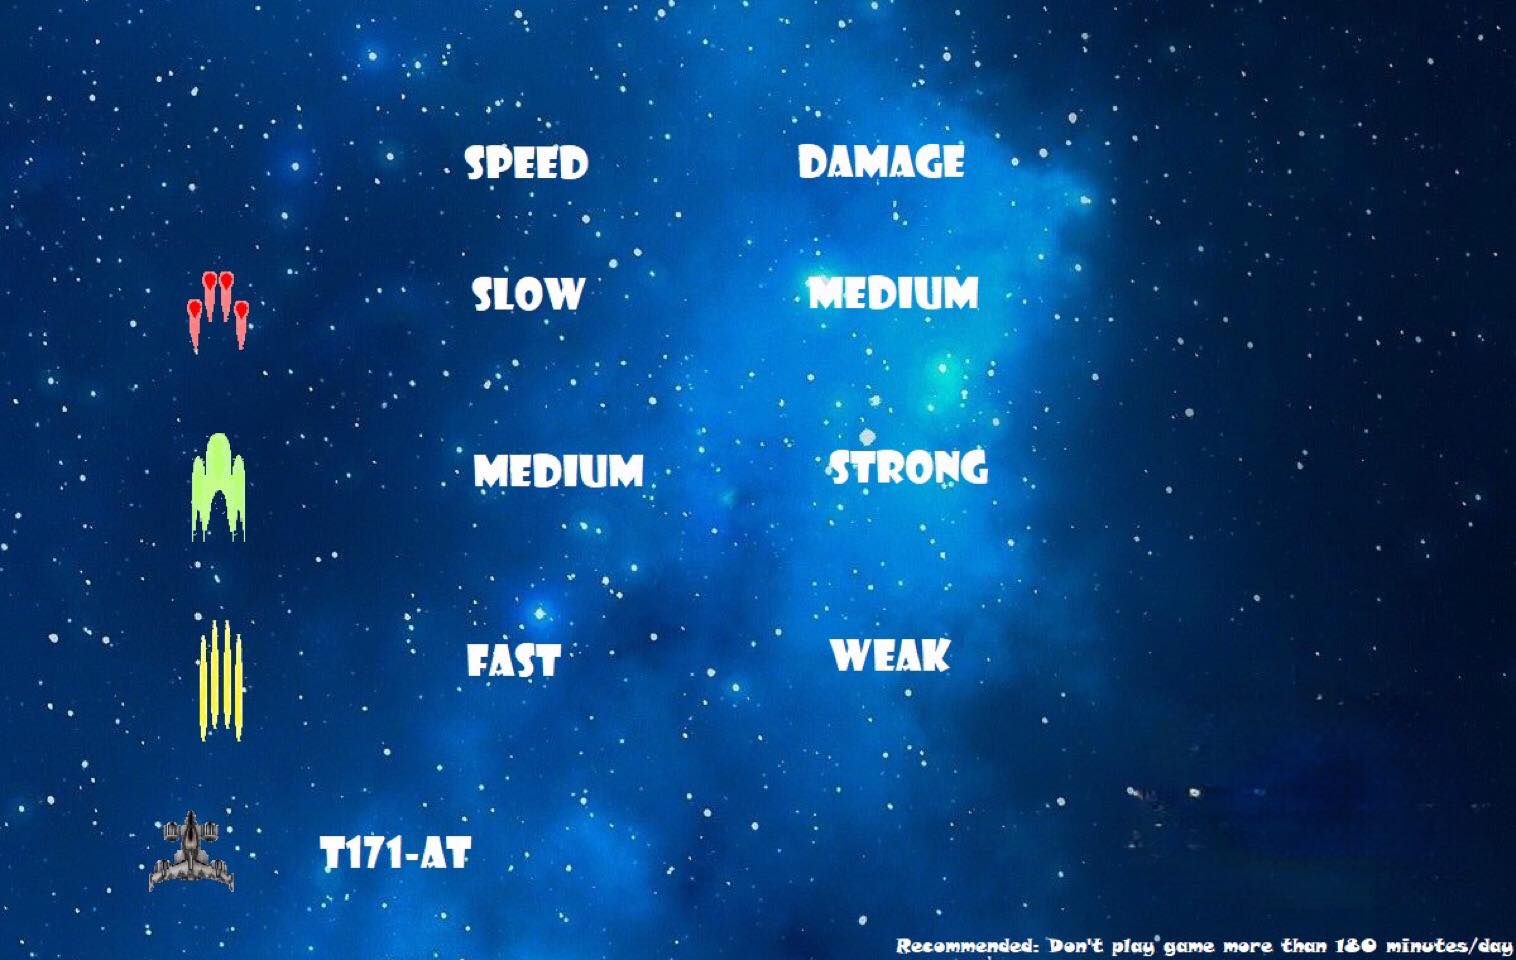 SPEED DAMAGE
SLOW MEDIUM
MEDIUM STRONG
FAST WEAK
T171-AT
Recommended: Don't play game more than 180 minutes/day